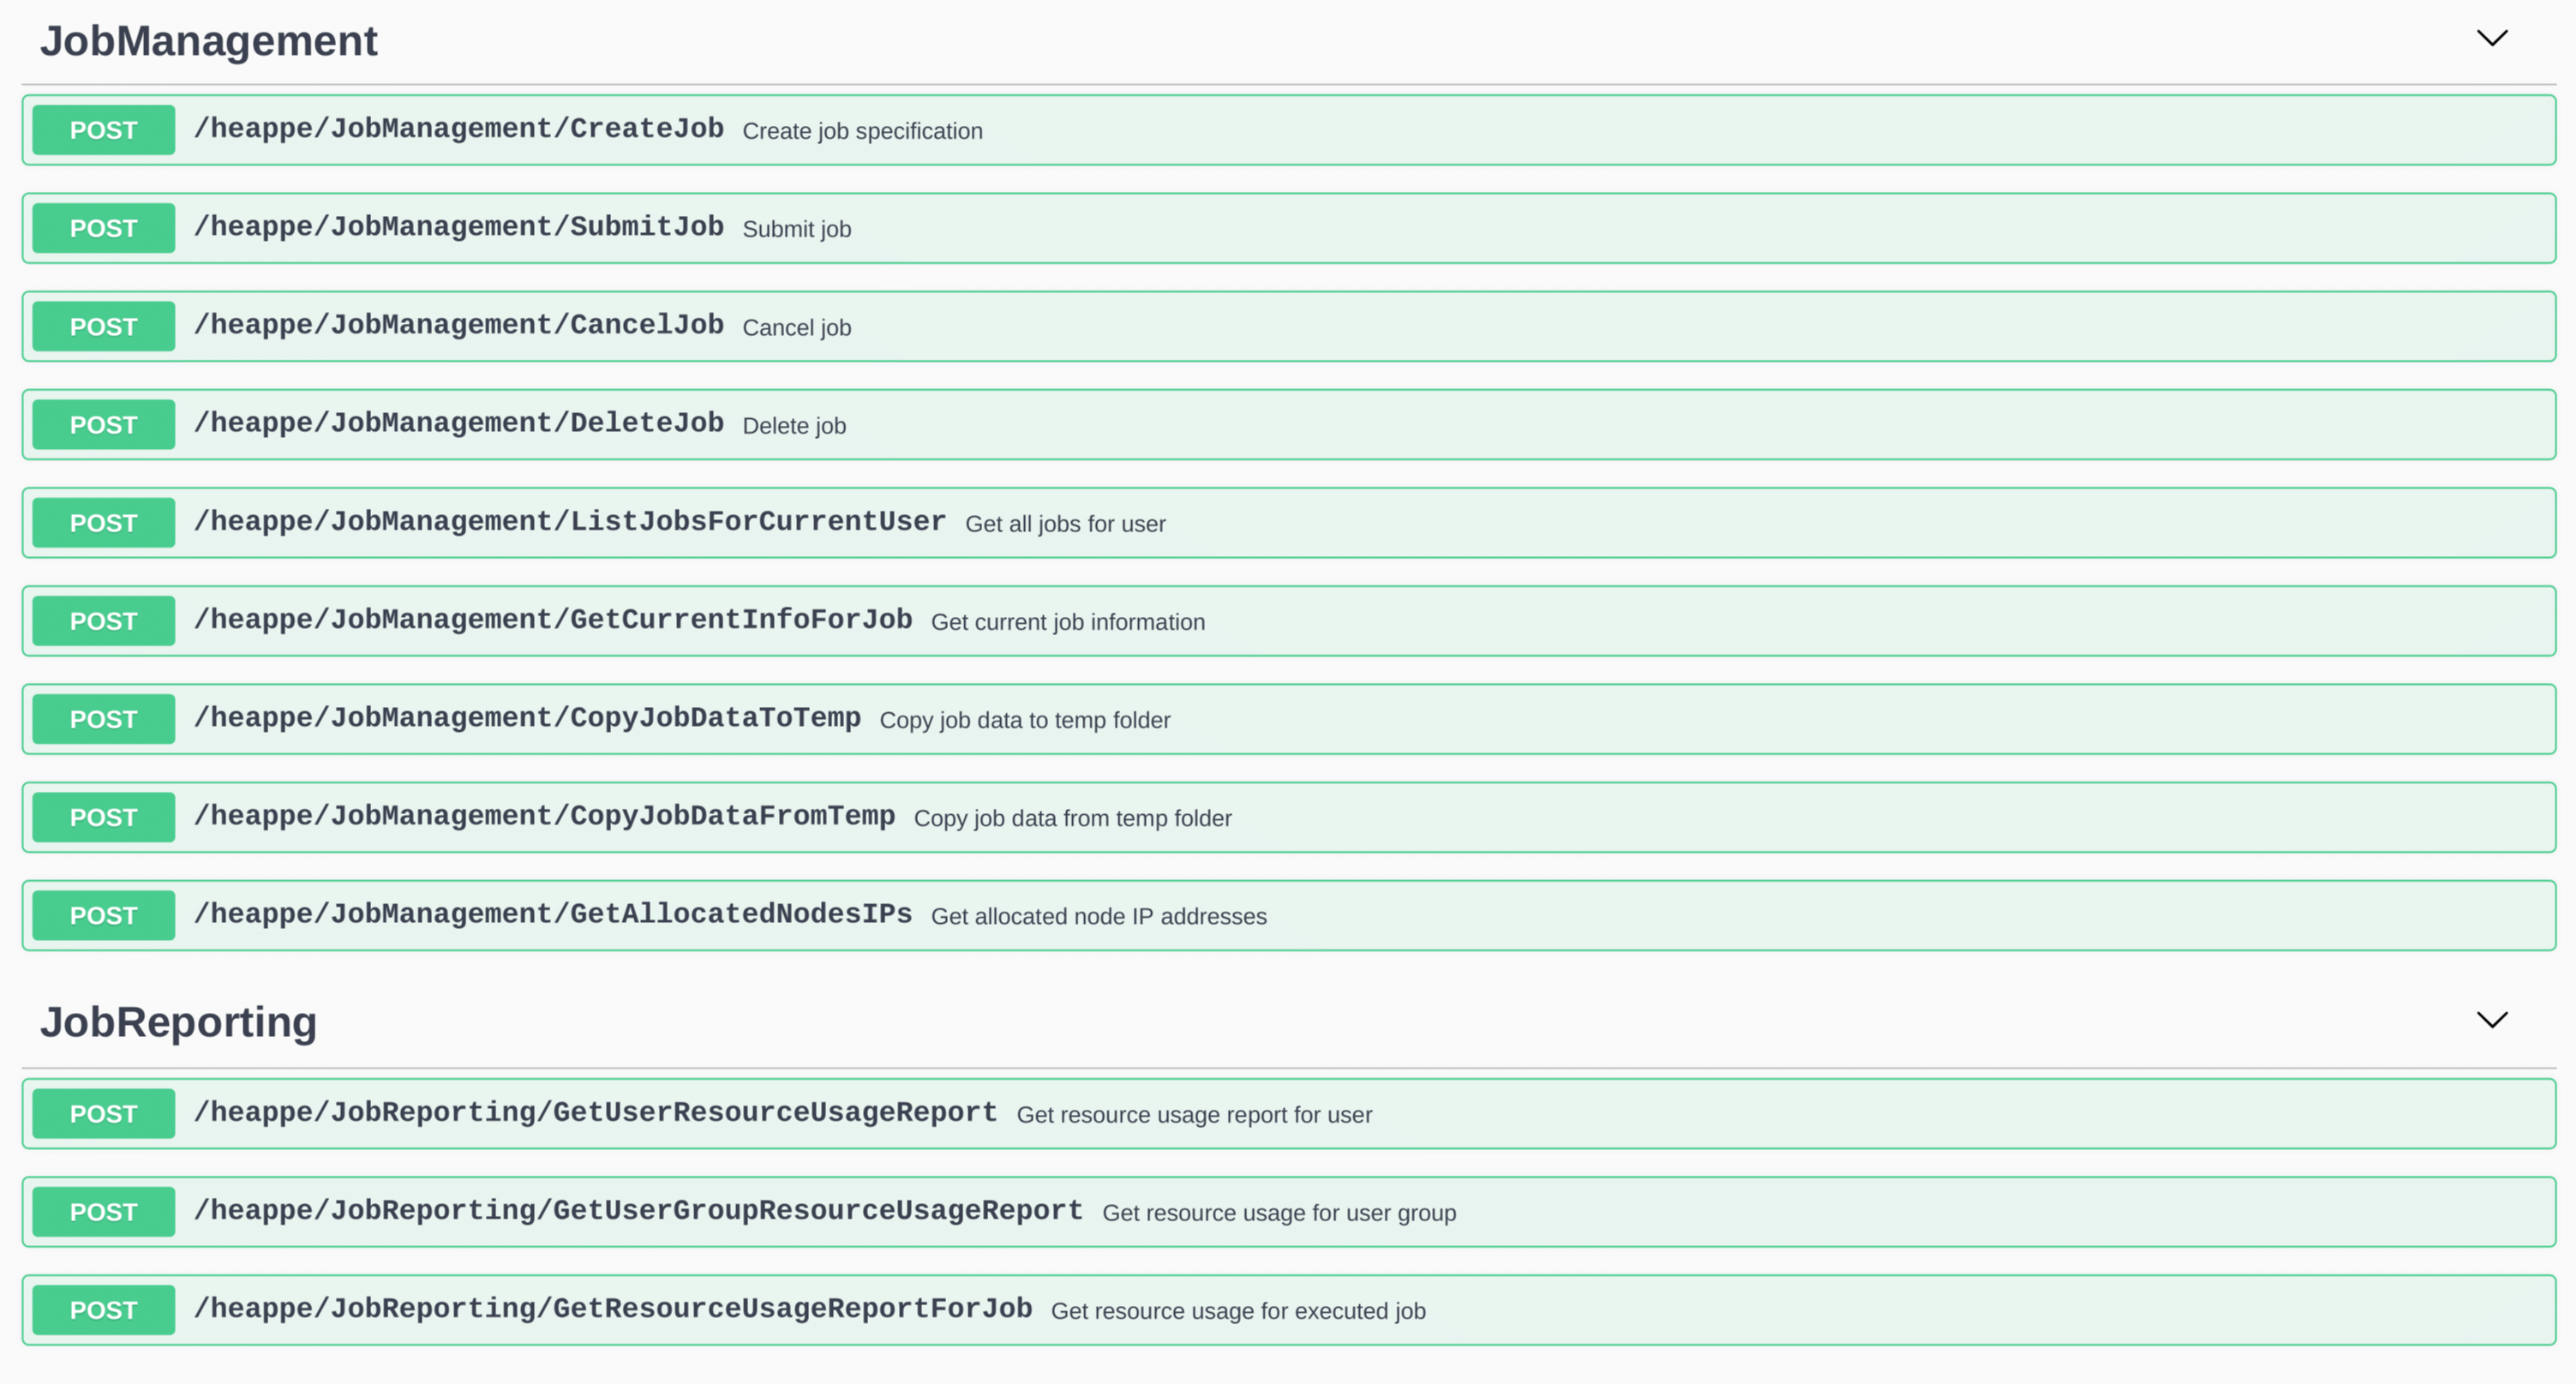 JobManagement
POST /heappe/JobManagement/CreateJob Create job specification
POST /heappe/JobManagement/SubmitJob Submit job
POST /heappe/JobManagement/CancelJob Cancel job
POST /heappe/JobManagement/DeleteJob Delete job
POST /heappe/JobManagement/ListJobsForCurrentUser Get all jobs for user
POST /heappe/JobManagement/GetCurrentInfoForJob Get current job information
POST /heappe/JobManagement/CopyJobDataToTemp Copy job data to temp folder
POST /heappe/JobManagement/CopyJobDataFromTemp Copy job data from temp folder
POST /heappe/JobManagement/GetAllocatedNodesIPs Get allocated node IP addresses
JobReporting
POST /heappe/JobReporting/GetUserResourceUsageReport Get resource usage report for user
POST /heappe/JobReporting/GetUserGroupResourceUsageReport Get resource usage for user group
POST /heappe/JobReporting/GetResourceUsageReportForJob Get resource usage for executed job